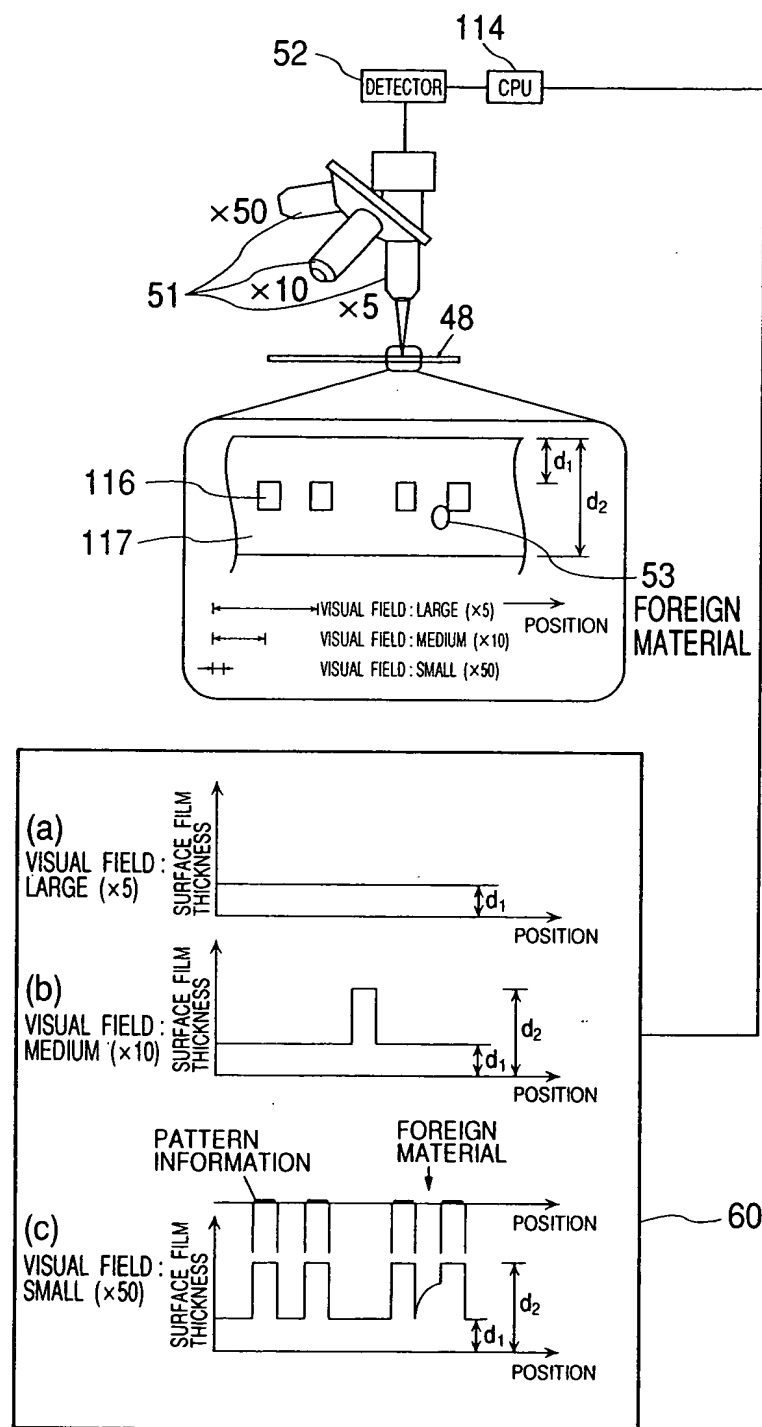 52
114
DETECTOR
CPU
×50
51
×10
×5
48
116
d1
d2
117
53
FOREIGN
MATERIAL
VISUAL FIELD : LARGE (×5)
POSITION
VISUAL FIELD : MEDIUM (×10)
VISUAL FIELD : SMALL (×50)
(a)
VISUAL FIELD :
LARGE (×5)
SURFACE FILM
THICKNESS
d1
POSITION
(b)
VISUAL FIELD :
MEDIUM (×10)
SURFACE FILM
THICKNESS
d2
d1
POSITION
PATTERN
INFORMATION
FOREIGN
MATERIAL
POSITION
(c)
VISUAL FIELD :
SMALL (×50)
SURFACE FILM
THICKNESS
d2
d1
POSITION
60